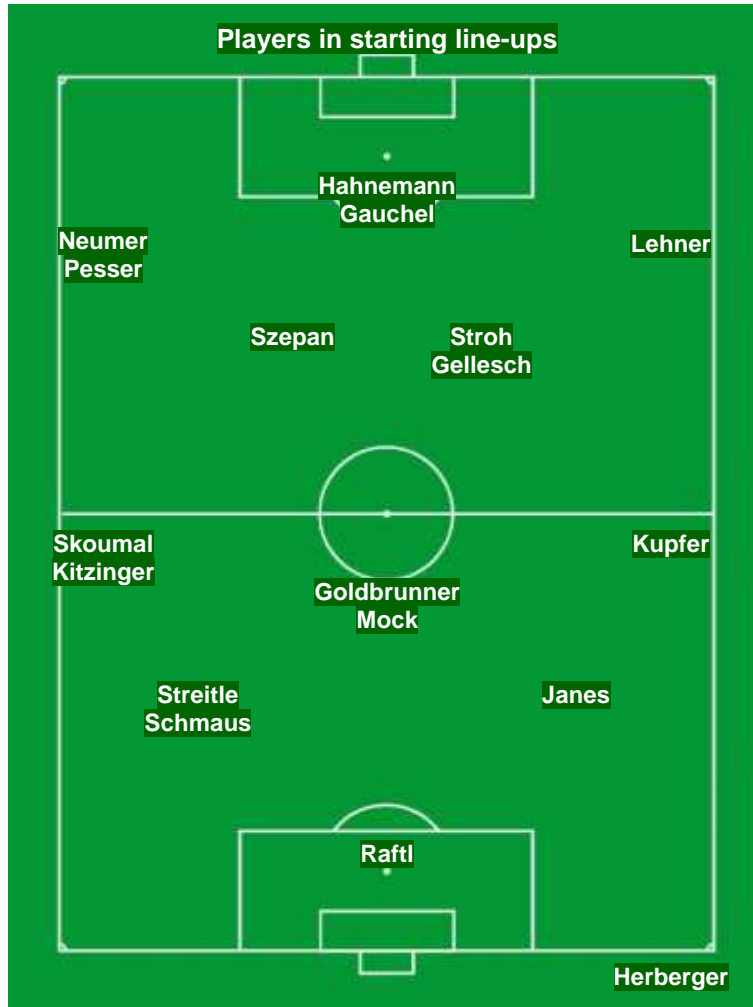 Players in starting line-ups
Hahnemann
Gauchel
Neumer
Pesser
Lehner
Szepan
Stroh
Gellesch
Skoumal
Kitzinger
Kupfer
Goldbrunner
Mock
Streitle
Schmaus
Janes
Raftl
Herberger